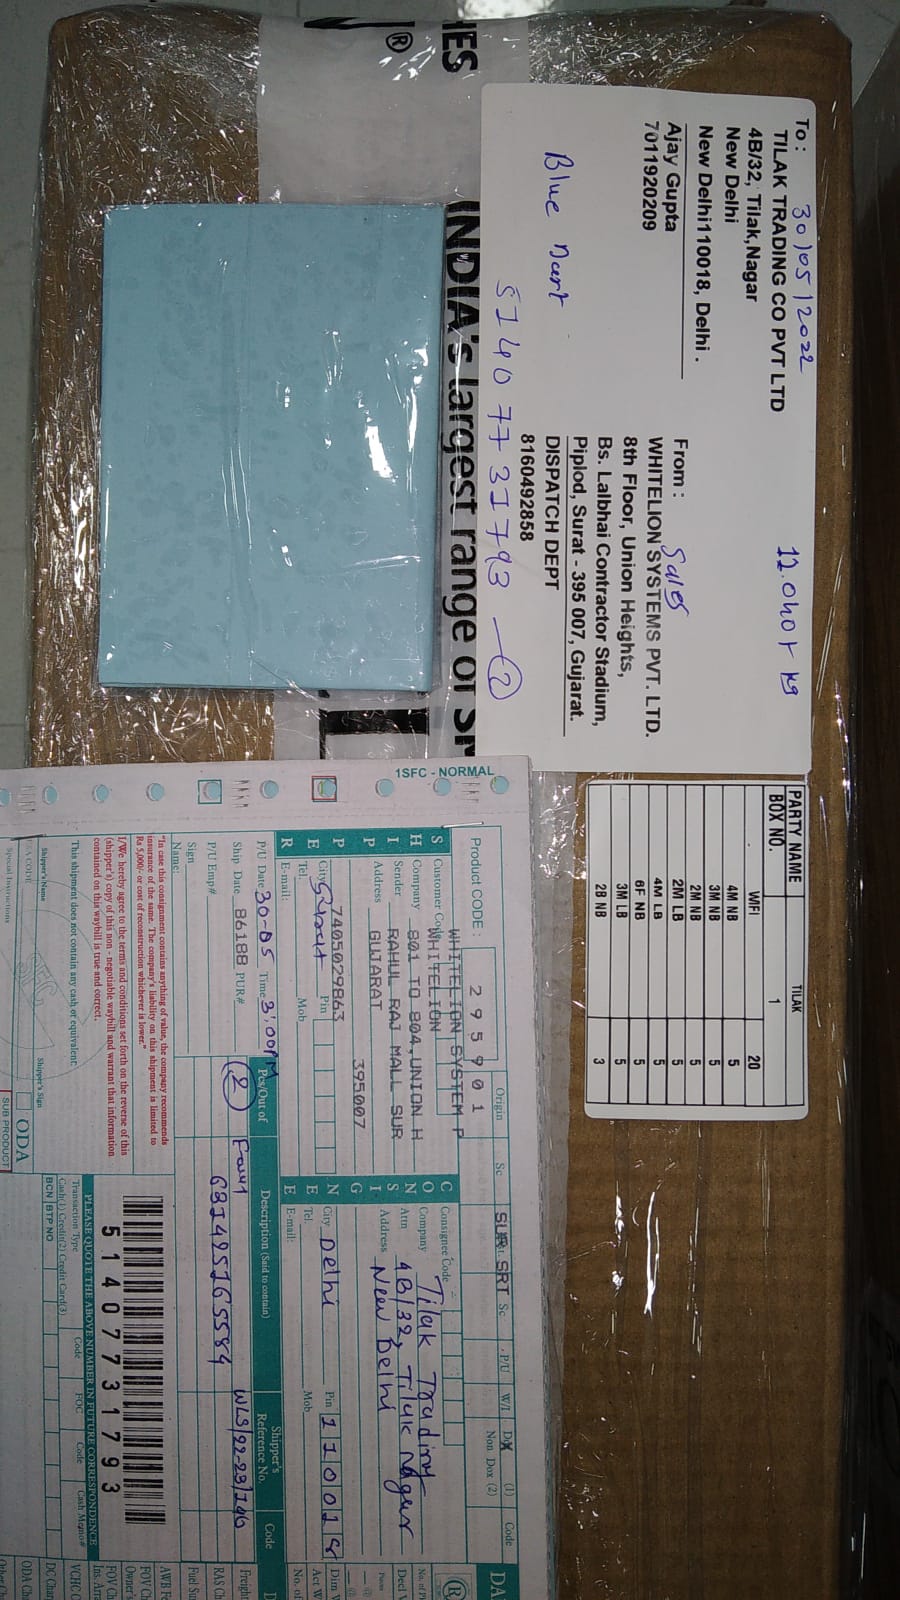 HES
®
INDIA's largest range of SM
To:
30/05/2022
TILAK TRADING CO PVT LTD
4B/32, Tilak,Nagar
New Delhi
New Delhi110018, Delhi .
Ajay Gupta
7011920209
Blue Dart
51407731793 — 2
12.040 kg
From :
Sales
WHITELION SYSTEMS PVT. LTD.
8th Floor, Union Heights,
Bs. Lalbhai Contractor Stadium,
Piplod, Surat - 395 007, Gujarat.
DISPATCH DEPT
8160492858
PARTY NAME TILAK
BOX NO. 1
WIFI 20
4M NB 5
3M NB 5
2M NB 5
2M LB 5
4M LB 5
6F NB 5
3M LB 5
2B NB 3
1SFC - NORMAL
Product CODE :
295901
Origin
Sc
SRT
Sc
P/U
W/I
DX (1)
Non Dox (2)
Code
SHIPPER
Customer Code
WHITELION SYSTEM P
WHITELION
Company 801 TO 804,UNION H
Sender RAHUL RAJ MALL SUR
Address GUJARAT
395007
7405029863
City Surat
Pin
Tel.
Mob
E-mail:
CONSIGNEE
Consignee Code
Company Tilak Trading
Attn 4B/32, Tilak Nagar
Address New Delhi
City Delhi
Pin 110018
Tel.
Mob
E-mail:
P/U Date 30-05 Time 3:00PM
Ship Date 86188 PUR#
P/U Emp#
Sign
Name:
Pcs/Out of
2
Description (Said to contain)
Shipper's Reference No.
WLS/22-23/146
Code
"In case this consignment contains anything of value, the company recommends
insurance of the same. The company's liability on this shipment is limited to
Rs 5,000/- or cost of reconstruction whichever is lower."
I/We hereby agree to the terms and conditions set forth on the reverse of this
(shipper's) copy of this non - negotiable waybill and warrant that information
contained on this waybill is true and correct.
This shipment does not contain any cash or equivalent.
Shipper's Name
Shipper's Sign
Special Instructions
ODA
SUB PRODUCT
51407731793
PLEASE QUOTE THE ABOVE NUMBER IN FUTURE CORRESPONDENCE
Transaction Type
Code
FOC
Code
Cash Memo#
Cash(1) Credit(2) Credit Card(3)
BCN BTP NO